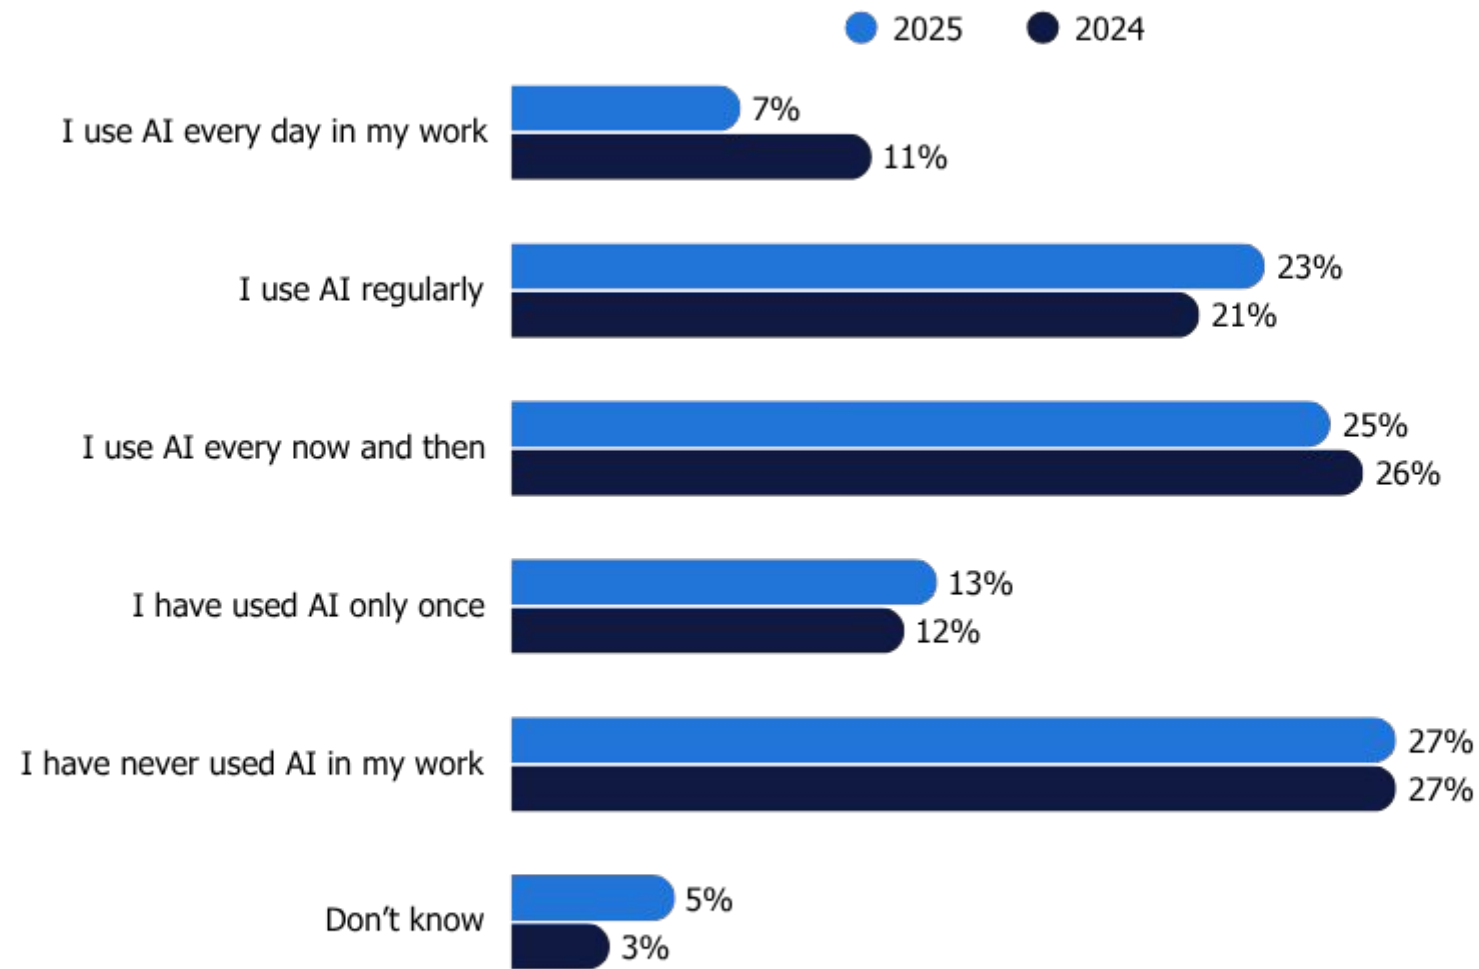 2025 2024
I use AI every day in my work
7%
11%
I use AI regularly
23%
21%
I use AI every now and then
25%
26%
I have used AI only once
13%
12%
I have never used AI in my work
27%
27%
Don’t know
5%
3%